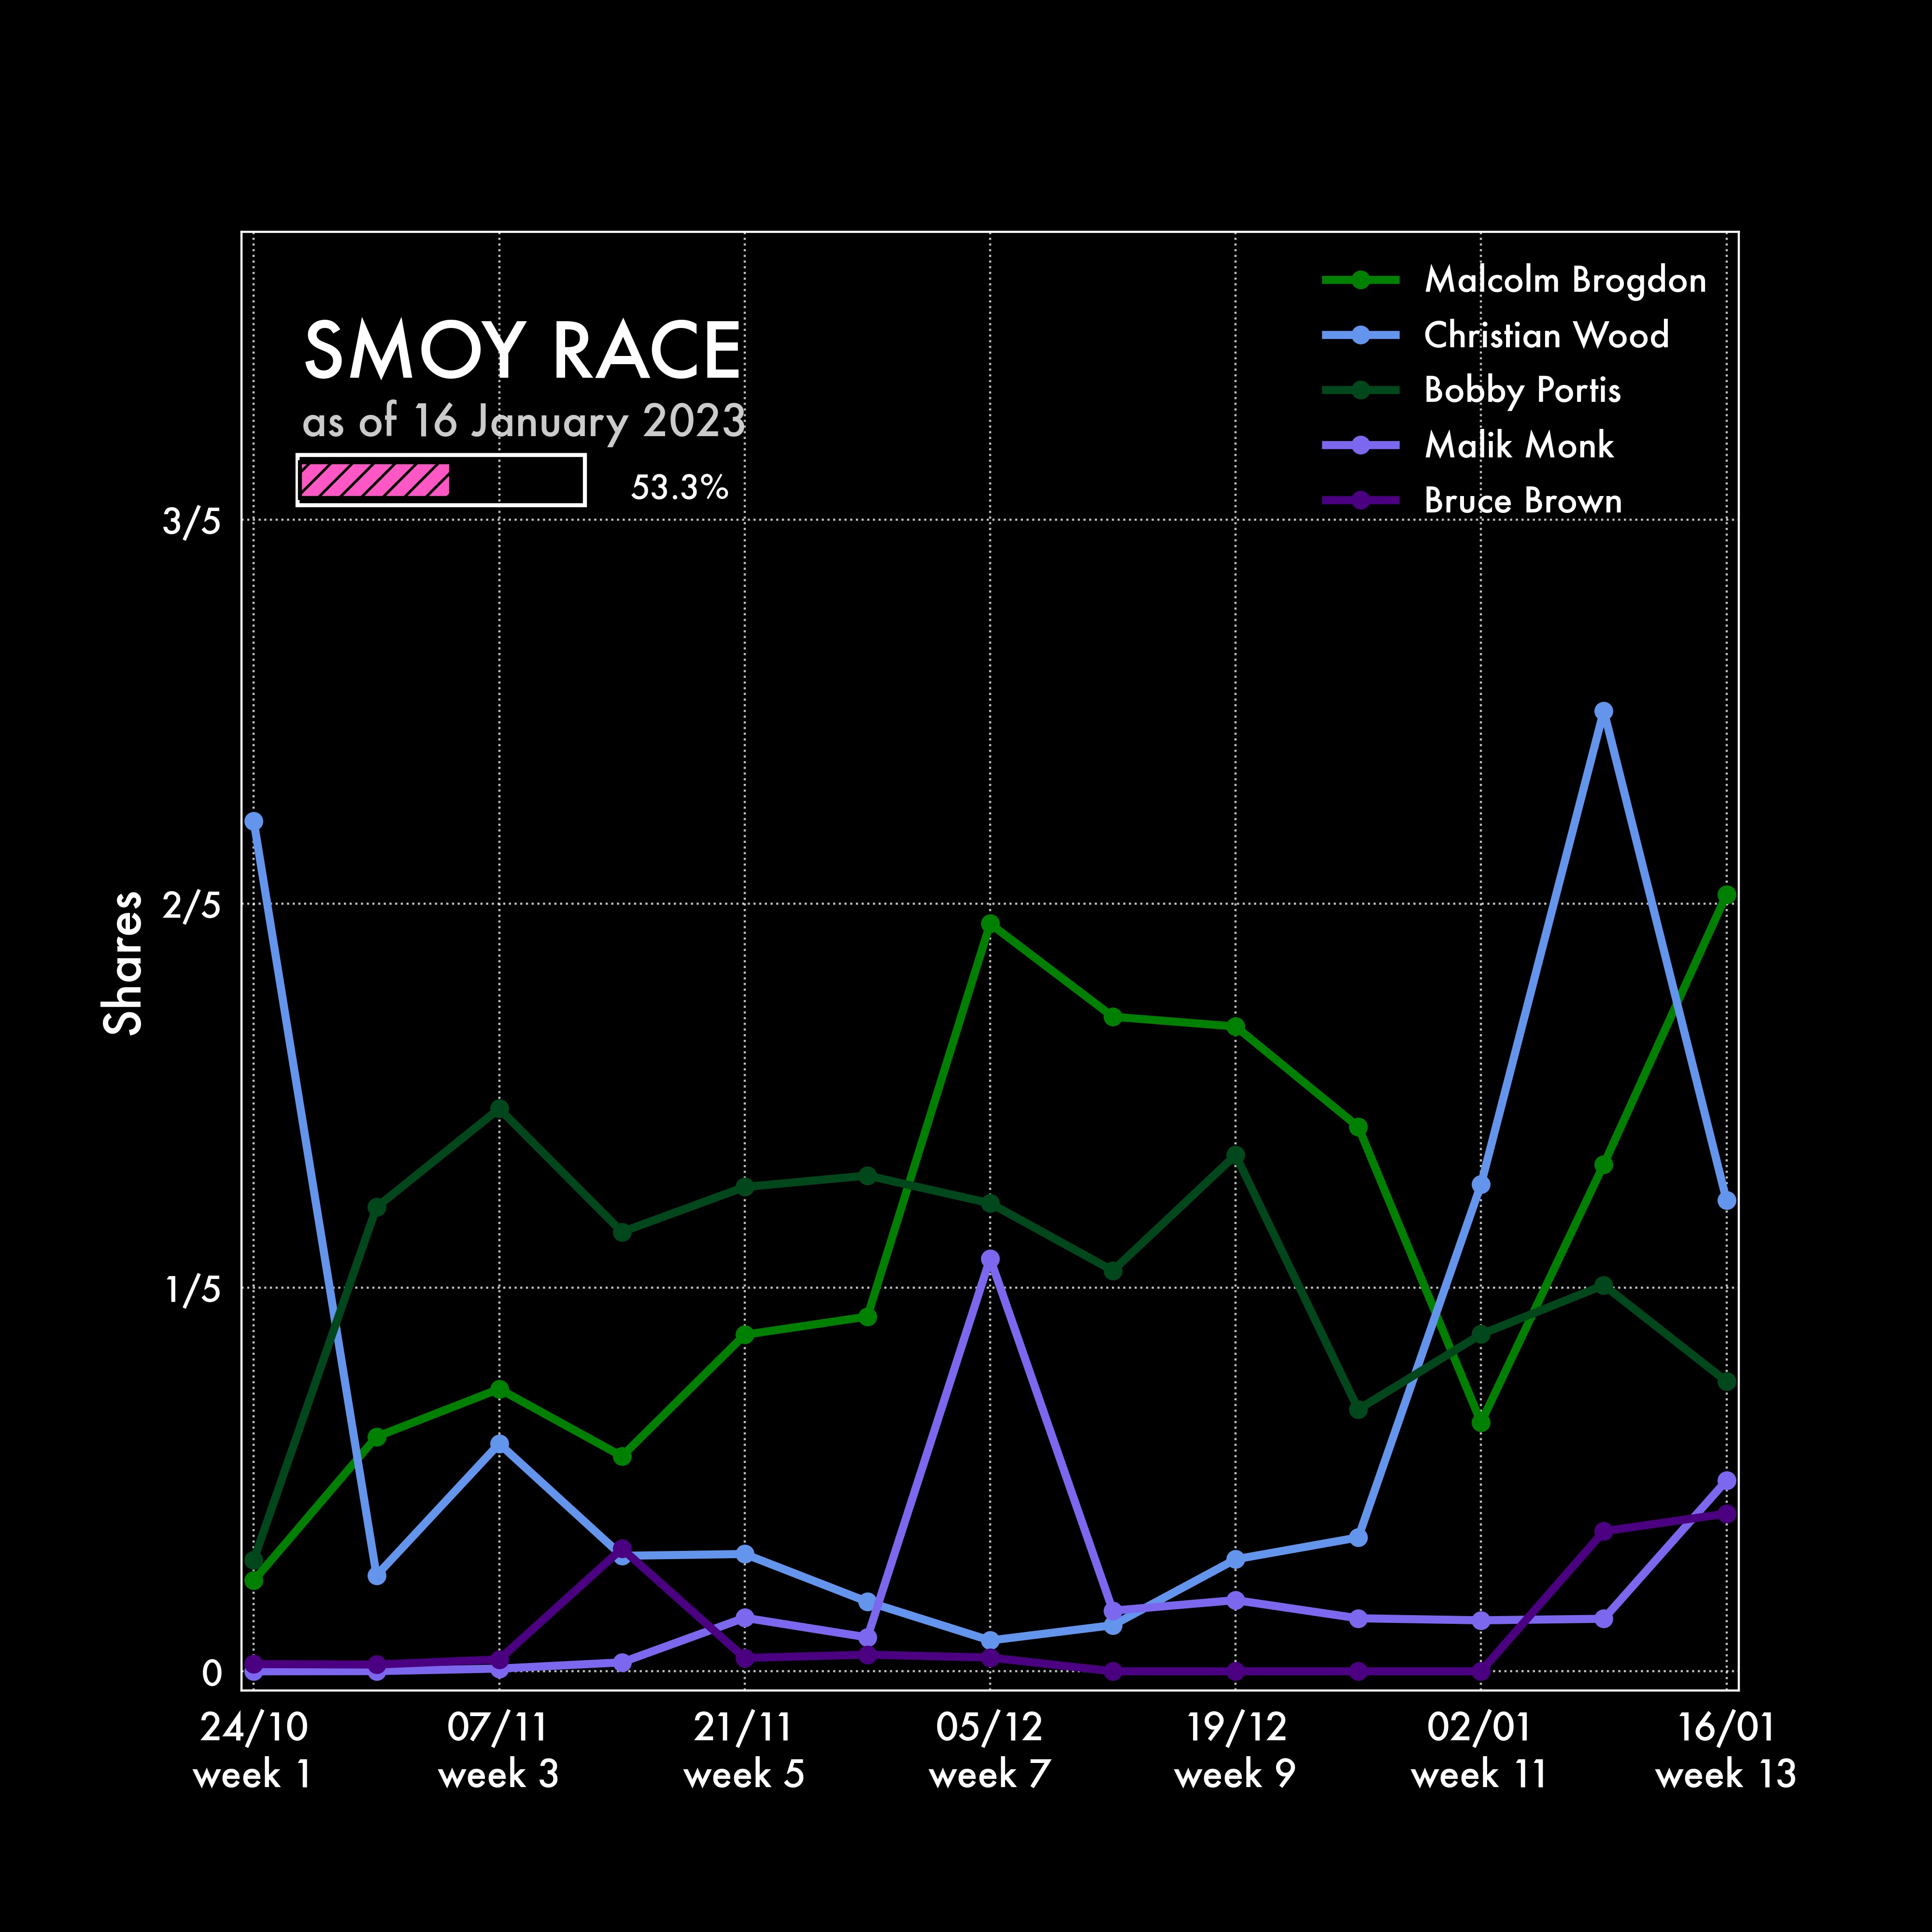 SMOY RACE
as of 16 January 2023
53.3%
Malcolm Brogdon
Christian Wood
Bobby Portis
Malik Monk
Bruce Brown
Shares
3/5
2/5
1/5
0
24/10
week 1
07/11
week 3
21/11
week 5
05/12
week 7
19/12
week 9
02/01
week 11
16/01
week 13